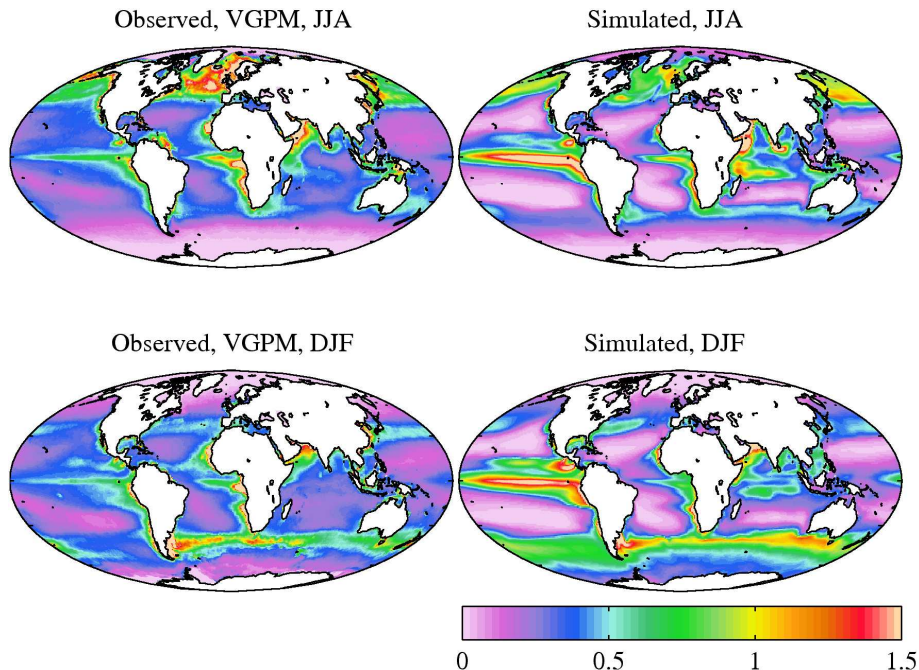 Observed, VGPM, JJA
Simulated, JJA
Observed, VGPM, DJF
Simulated, DJF
0 0.5 1 1.5